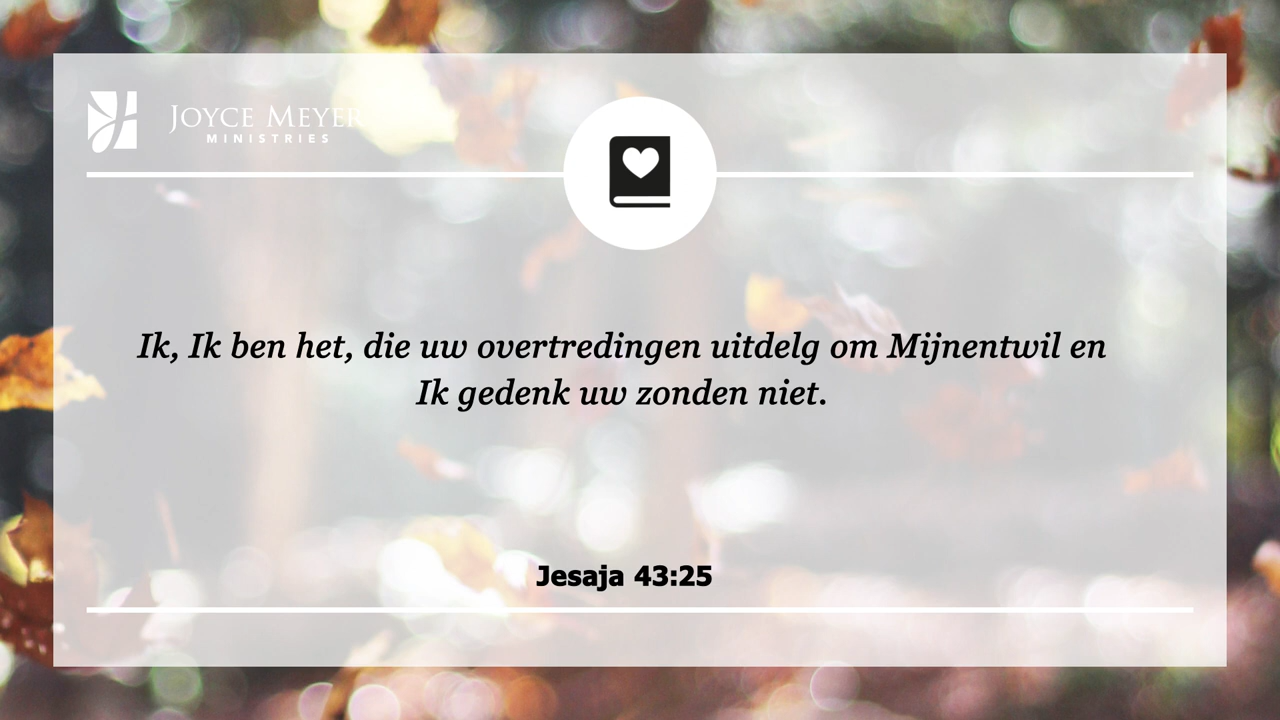 JOYCE MEYER
MINISTRIES
Ik, Ik ben het, die uw overtredingen uitdelg om Mijnentwil en
Ik gedenk uw zonden niet.
Jesaja 43:25